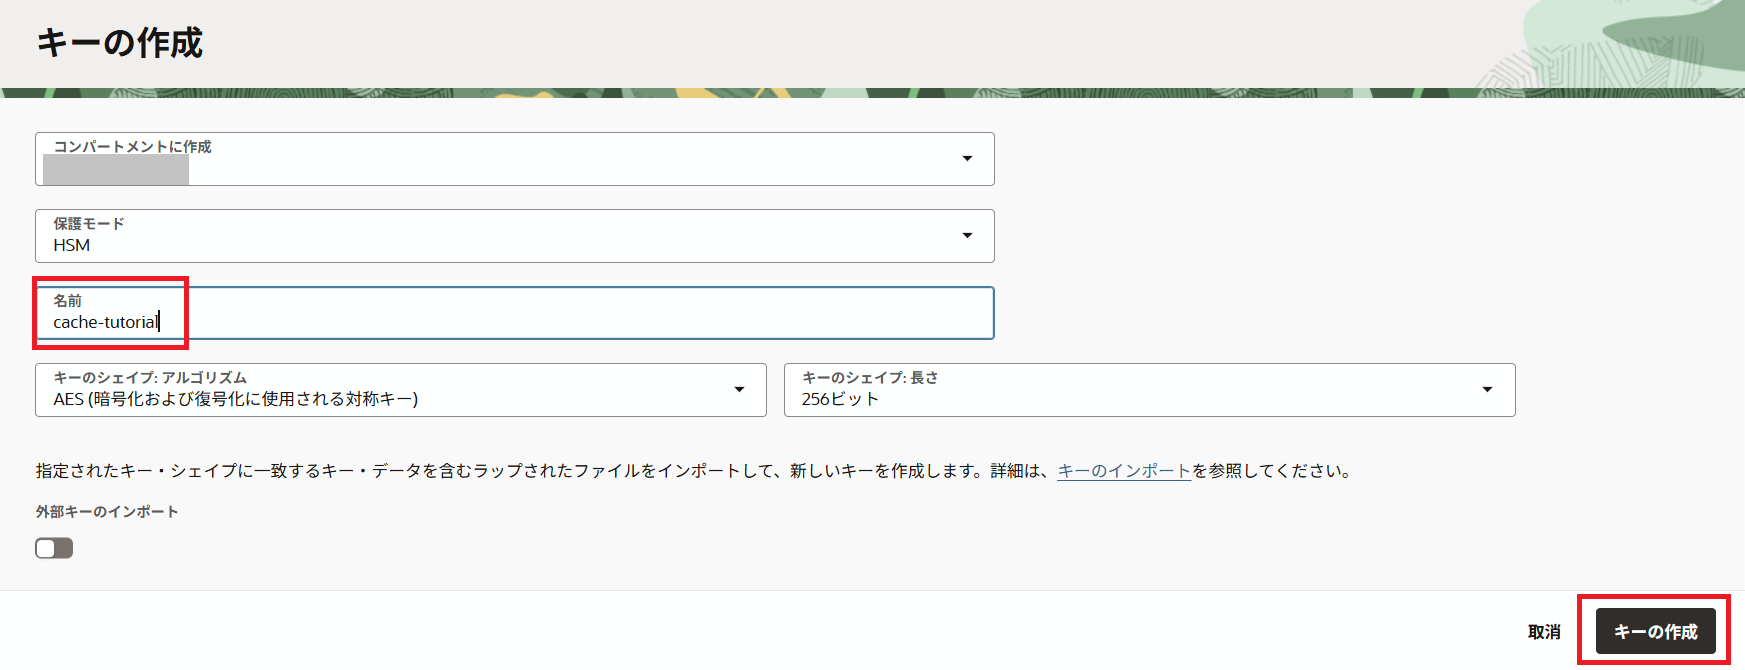 キーの作成
コンパートメントに作成
保護モード
HSM
名前
cache-tutorial
キーのシェイプ: アルゴリズム
AES (暗号化および復号化に使用される対称キー)
キーのシェイプ: 長さ
256ビット
指定されたキー・シェイプに一致するキー・データを含むラップされたファイルをインポートして、新しいキーを作成します。詳細は、キーのインポートを参照してください。
外部キーのインポート
取消
キーの作成